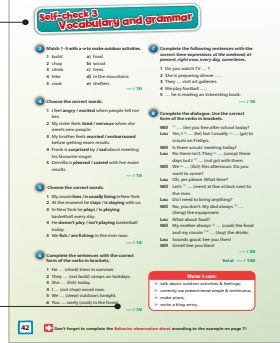 Self-check 3
Vocabulary and grammar
3 Match 1–5 with a–e to make outdoor activities.
1 build a) food
2 chop b) wood
3 climb c) trees
4 hike d) in the mountains
5 cook e) shelters
— / 10
4 Choose the correct words.
1 I feel angry / excited when people tell me
lies.
2 My sister feels tired / nervous when she
meets new people.
3 My brother feels worried / embarrassed
before getting exam results.
4 Frank is surprised by / sad about meeting
his favourite singer.
5 Dervilla is pleased / scared with her exam
results.
— / 10
5 Choose the correct words.
1 My cousin lives / is usually living in New York.
2 At the moment he stays / is staying with us.
3 In New York he plays / is playing
basketball every day.
4 He doesn't play / isn't playing basketball
today.
5 We fish / are fishing in the river now.
— / 10
6 Complete the sentences with the correct
form of the verbs in brackets.
1 He … (climb) trees in summer.
2 They … (not build) camps on holidays.
3 She … (fish) today.
4 I … (not chop) wood now.
5 We … (sleep) outdoors tonight.
6 You … rarely (cook) in the forest.
— / 10
7 Complete the following sentences with the
correct time expressions: at the weekend, at
present, right now, every day, sometimes.
1 Do you watch TV … ?
2 She is preparing dinner … .
3 They … visit art galleries.
4 We play football … .
5 … he is reading an interesting book.
— / 10
8 Complete the dialogue. Use the correct
form of the verbs in brackets.
Will … (be) you free after school today?
Lau Yes, I … (be) but I usually … (go) to
scouts on Fridays.
Will Is there scouts' meeting today?
Lau No there isn't. They … (camp) these
days but I … (not go) with them.
Will We … (fish) this afternoon. Do you
want to come?
Lau Oh, yes, please. What time?
Will Let's … (meet) at five o'clock next to
the river.
Lau Do I need to bring anything?
Will No, you don't. My dad always …
(bring) the equipment.
Lau What about food?
Will My mother always … (cook) the food
and my cousin … (buy) the drinks.
Lau Sounds good. See you there!
Will Great! See you there!
— / 20
Total — / 100
Now I can:
talk about outdoor activities & feelings;
correctly use present tense simple & continuous;
make plans;
write a blog entry.
42 Don't forget to complete the Behavior observation sheet according to the example on page 7!